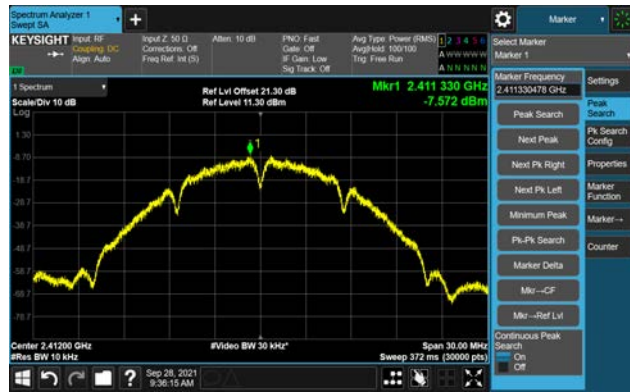 Spectrum Analyzer 1
Swept SA
Marker
KEYSIGHT
Input: RF
Coupling: DC
Align: Auto
Input Z: 50 Ω
Corrections: Off
Freq Ref: Int (S)
Atten: 10 dB
PNO: Fast
Gate: Off
IF Gain: Low
Sig Track: Off
Avg Type: Power (RMS)
Avg|Hold: 100/100
Trig: Free Run
1 2 3 4 5 6
A W W W W W
A N N N N N
Select Marker
Marker 1
1 Spectrum
Scale/Div 10 dB
Log
Ref Lvl Offset 21.30 dB
Ref Level 11.30 dBm
Mkr1 2.411 330 GHz
-7.572 dBm
1
1.30
-8.70
-18.7
-28.7
-38.7
-48.7
-58.7
-68.7
-78.7
Center 2.41200 GHz
#Res BW 10 kHz
#Video BW 30 kHz*
Span 30.00 MHz
Sweep 372 ms (30000 pts)
Marker Frequency
2.411330478 GHz
Peak Search
Next Peak
Next Pk Right
Next Pk Left
Minimum Peak
Pk-Pk Search
Marker Delta
Mkr→CF
Mkr→Ref Lvl
Continuous Peak
Search
On
Off
Settings
Peak
Search
Pk Search
Config
Properties
Marker
Function
Marker→
Counter
Sep 28, 2021
9:36:15 AM